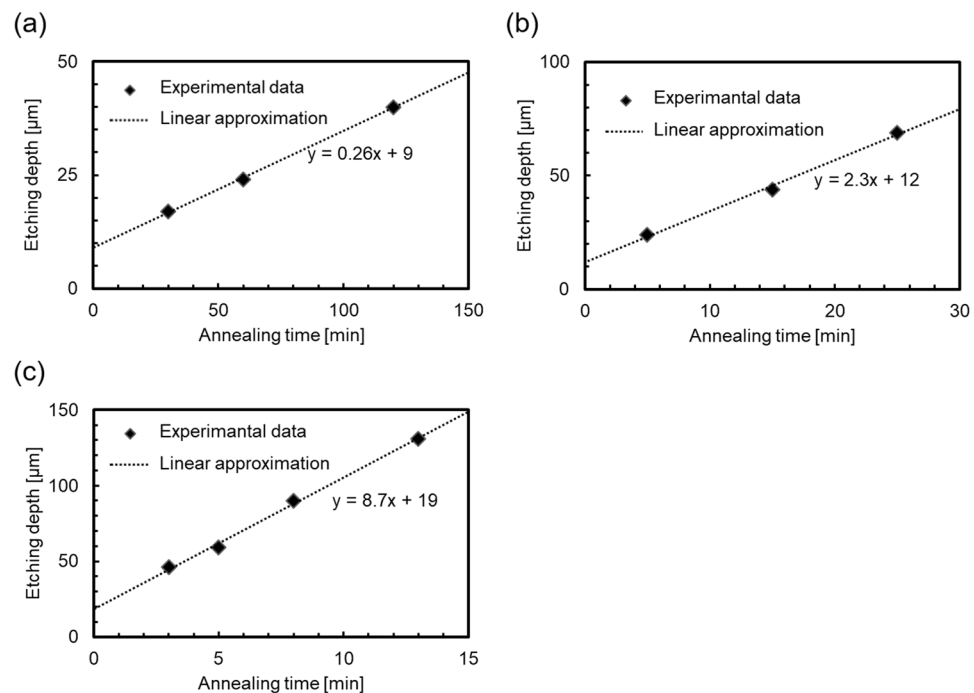 (a)
50
25
0
Etching depth [µm]
Experimental data
Linear approximation
y = 0.26x + 9
0 50 100 150
Annealing time [min]
(b)
100
50
0
Etching depth [µm]
Experimantal data
Linear approximation
y = 2.3x + 12
0 10 20 30
Annealing time [min]
(c)
150
100
50
0
Etching depth [µm]
Experimantal data
Linear approximation
y = 8.7x + 19
0 5 10 15
Annealing time [min]